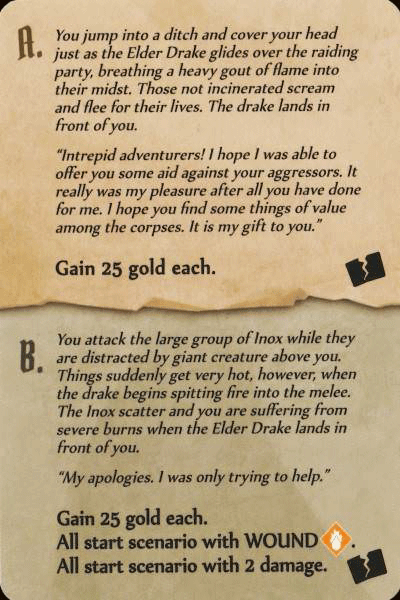 A. You jump into a ditch and cover your head
just as the Elder Drake glides over the raiding
party, breathing a heavy gout of flame into
their midst. Those not incinerated scream
and flee for their lives. The drake lands in
front of you.
“Intrepid adventurers! I hope I was able to
offer you some aid against your aggressors. It
really was my pleasure after all you have done
for me. I hope you find some things of value
among the corpses. It is my gift to you.”
Gain 25 gold each.
B. You attack the large group of Inox while they
are distracted by giant creature above you.
Things suddenly get very hot, however, when
the drake begins spitting fire into the melee.
The Inox scatter and you are suffering from
severe burns when the Elder Drake lands in
front of you.
“My apologies. I was only trying to help.”
Gain 25 gold each.
All start scenario with WOUND .
All start scenario with 2 damage.